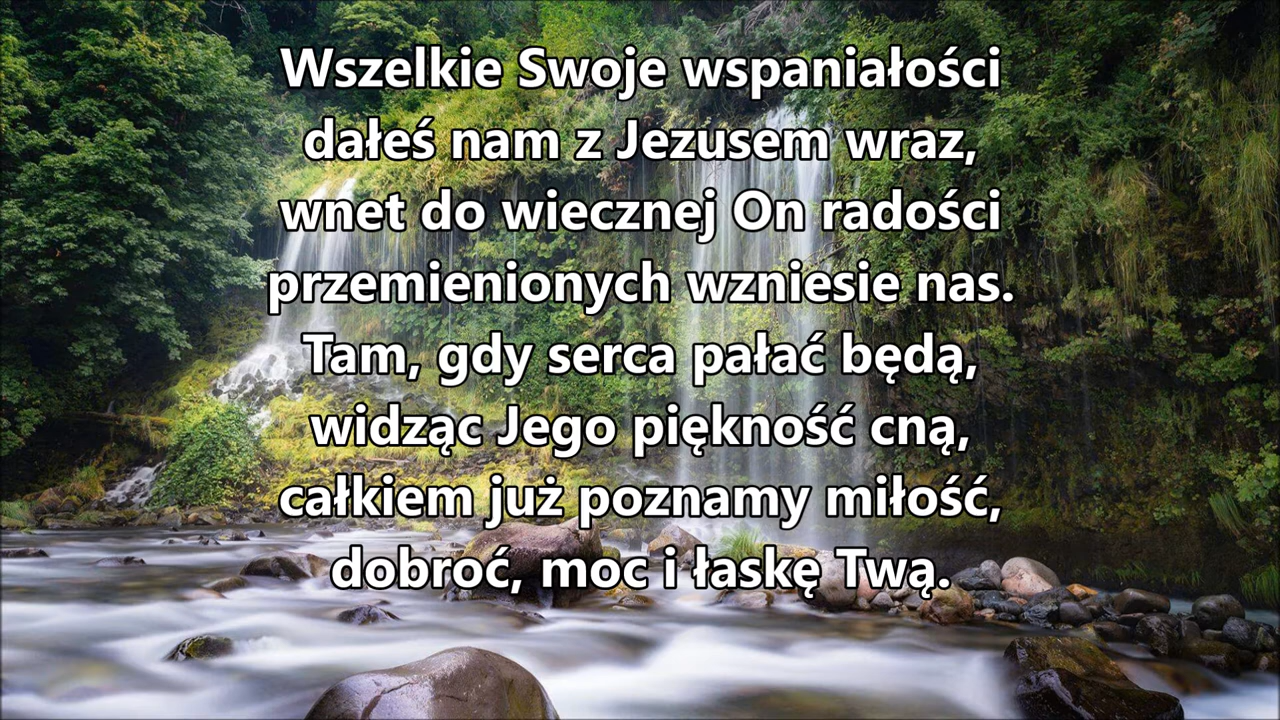 Wszelkie Swoje wspaniałości
dałeś nam z Jezusem wraz,
wnet do wiecznej On radości
przemienionych wzniesie nas.
Tam, gdy serca pałać będą,
widząc Jego piękność cną,
całkiem już poznamy miłość,
dobroć, moc i łaskę Twą.